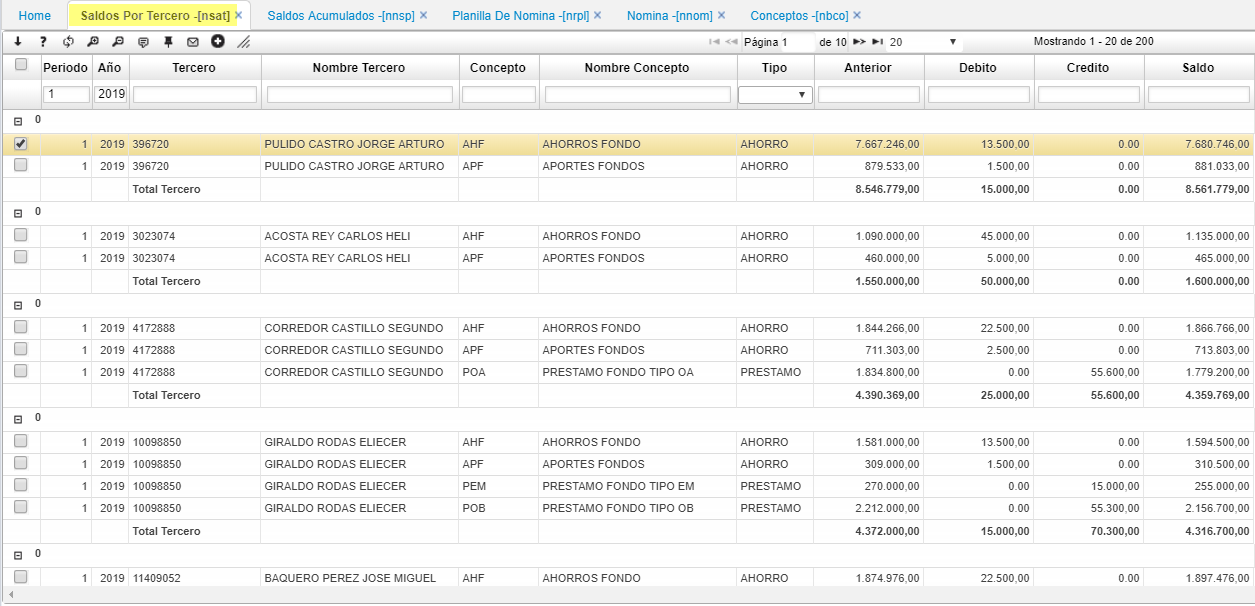 Home Saldos Por Tercero -[nsat] × Saldos Acumulados -[nnsp] × Planilla De Nomina -[nrpl] × Nomina -[nnom] × Conceptos -[nbco] ×
? Página 1 de 10 20 Mostrando 1 - 20 de 200
Periodo Año Tercero Nombre Tercero Concepto Nombre Concepto Tipo Anterior Debito Credito Saldo
1 2019
0
1 2019 396720 PULIDO CASTRO JORGE ARTURO AHF AHORROS FONDO AHORRO 7.667.246,00 13.500,00 0.00 7.680.746,00
1 2019 396720 PULIDO CASTRO JORGE ARTURO APF APORTES FONDOS AHORRO 879.533,00 1.500,00 0.00 881.033,00
Total Tercero 8.546.779,00 15.000,00 0.00 8.561.779,00
0
1 2019 3023074 ACOSTA REY CARLOS HELI AHF AHORROS FONDO AHORRO 1.090.000,00 45.000,00 0.00 1.135.000,00
1 2019 3023074 ACOSTA REY CARLOS HELI APF APORTES FONDOS AHORRO 460.000,00 5.000,00 0.00 465.000,00
Total Tercero 1.550.000,00 50.000,00 0.00 1.600.000,00
0
1 2019 4172888 CORREDOR CASTILLO SEGUNDO AHF AHORROS FONDO AHORRO 1.844.266,00 22.500,00 0.00 1.866.766,00
1 2019 4172888 CORREDOR CASTILLO SEGUNDO APF APORTES FONDOS AHORRO 711.303,00 2.500,00 0.00 713.803,00
1 2019 4172888 CORREDOR CASTILLO SEGUNDO POA PRESTAMO FONDO TIPO OA PRESTAMO 1.834.800,00 0.00 55.600,00 1.779.200,00
Total Tercero 4.390.369,00 25.000,00 55.600,00 4.359.769,00
0
1 2019 10098850 GIRALDO RODAS ELIECER AHF AHORROS FONDO AHORRO 1.581.000,00 13.500,00 0.00 1.594.500,00
1 2019 10098850 GIRALDO RODAS ELIECER APF APORTES FONDOS AHORRO 309.000,00 1.500,00 0.00 310.500,00
1 2019 10098850 GIRALDO RODAS ELIECER PEM PRESTAMO FONDO TIPO EM PRESTAMO 270.000,00 0.00 15.000,00 255.000,00
1 2019 10098850 GIRALDO RODAS ELIECER POB PRESTAMO FONDO TIPO OB PRESTAMO 2.212.000,00 0.00 55.300,00 2.156.700,00
Total Tercero 4.372.000,00 15.000,00 70.300,00 4.316.700,00
0
1 2019 11409052 BAQUERO PEREZ JOSE MIGUEL AHF AHORROS FONDO AHORRO 1.874.976,00 22.500,00 0.00 1.897.476,00